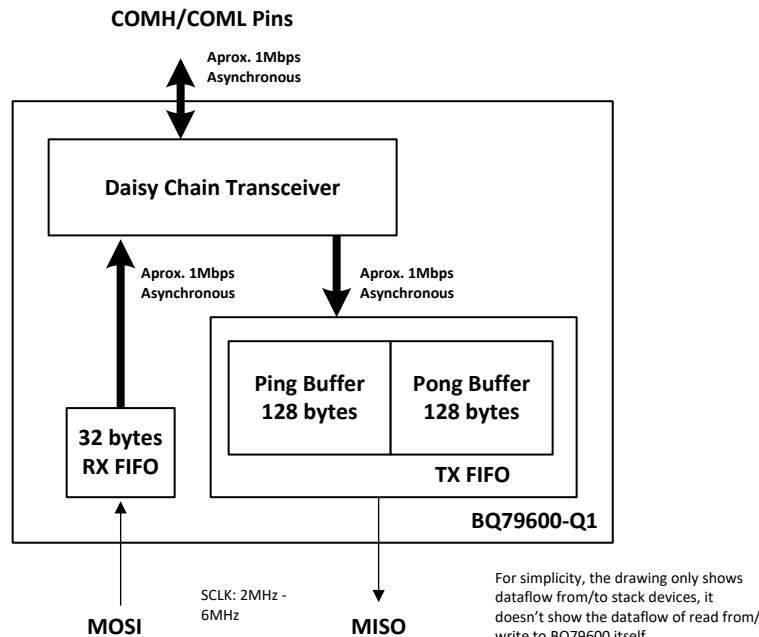 COMH/COML Pins
Aprox. 1Mbps
Asynchronous
Daisy Chain Transceiver
Aprox. 1Mbps
Asynchronous
Aprox. 1Mbps
Asynchronous
Ping Buffer
128 bytes
Pong Buffer
128 bytes
32 bytes
RX FIFO
TX FIFO
BQ79600-Q1
SCLK: 2MHz -
6MHz
MOSI
MISO
For simplicity, the drawing only shows
dataflow from/to stack devices, it
doesn't show the dataflow of read from/
write to BQ79600 itself